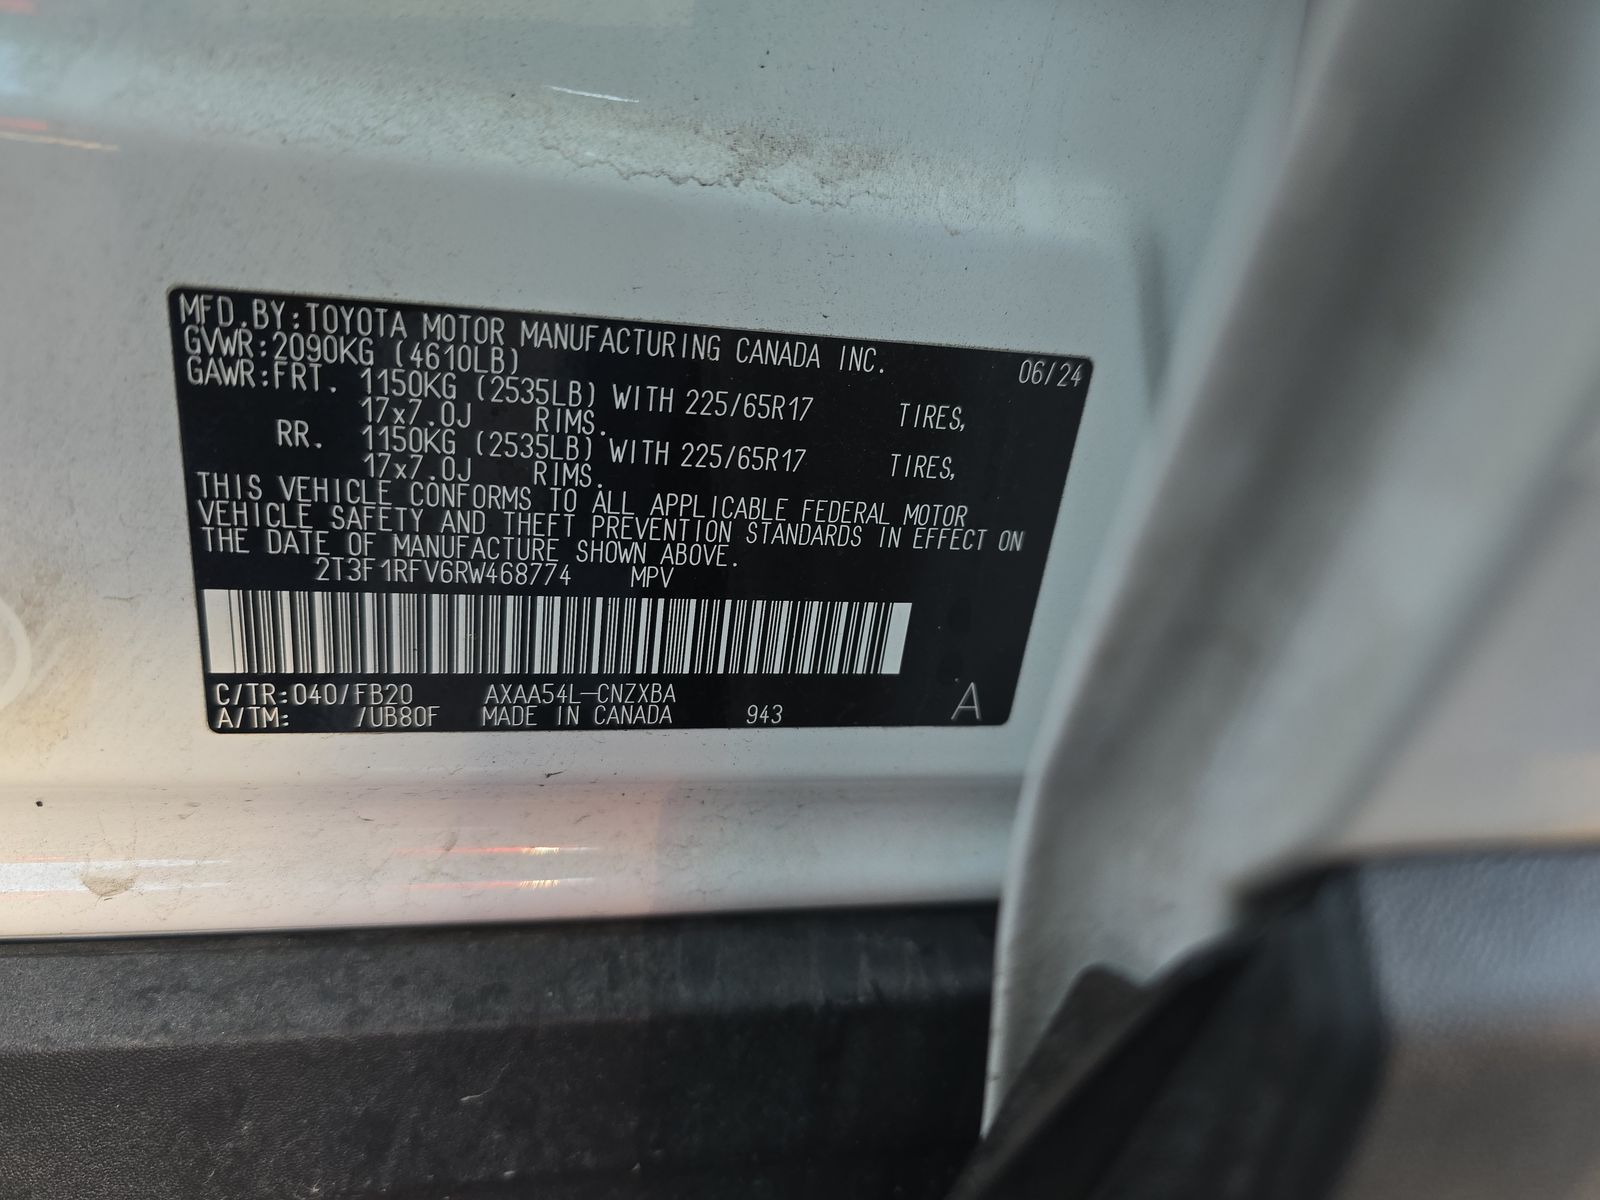 MFD.BY:TOYOTA MOTOR MANUFACTURING CANADA INC. 06/24
GVWR:2090KG (4610LB)
GAWR:FRT. 1150KG (2535LB) WITH 225/65R17 TIRES,
17x7.0J RIMS.
RR. 1150KG (2535LB) WITH 225/65R17 TIRES,
17x7.0J RIMS.
THIS VEHICLE CONFORMS TO ALL APPLICABLE FEDERAL MOTOR
VEHICLE SAFETY AND THEFT PREVENTION STANDARDS IN EFFECT ON
THE DATE OF MANUFACTURE SHOWN ABOVE.
2T3F1RFV6RW468774 MPV
C/TR:040/FB20 AXAA54L-CNZXBA
A/TM: /UB80F MADE IN CANADA 943 A